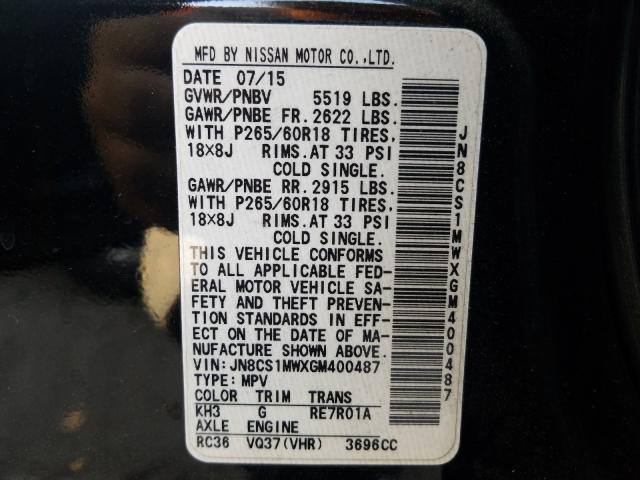 MFD BY NISSAN MOTOR CO.,LTD.
DATE 07/15
GVWR/PNBV 5519 LBS.
GAWR/PNBE FR. 2622 LBS.
WITH P265/60R18 TIRES,
18X8J RIMS. AT 33 PSI
COLD SINGLE.
GAWR/PNBE RR. 2915 LBS.
WITH P265/60R18 TIRES,
18X8J RIMS. AT 33 PSI
COLD SINGLE.
THIS VEHICLE CONFORMS
TO ALL APPLICABLE FED-
ERAL MOTOR VEHICLE SA-
FETY AND THEFT PREVEN-
TION STANDARDS IN EFF-
ECT ON THE DATE OF MA-
NUFACTURE SHOWN ABOVE.
VIN: JN8CS1MWXGM400487
TYPE: MPV
COLOR TRIM TRANS
KH3 G RE7R01A
AXLE ENGINE
RC36 VQ37(VHR) 3696CC
JN8CS1MWXGM400487